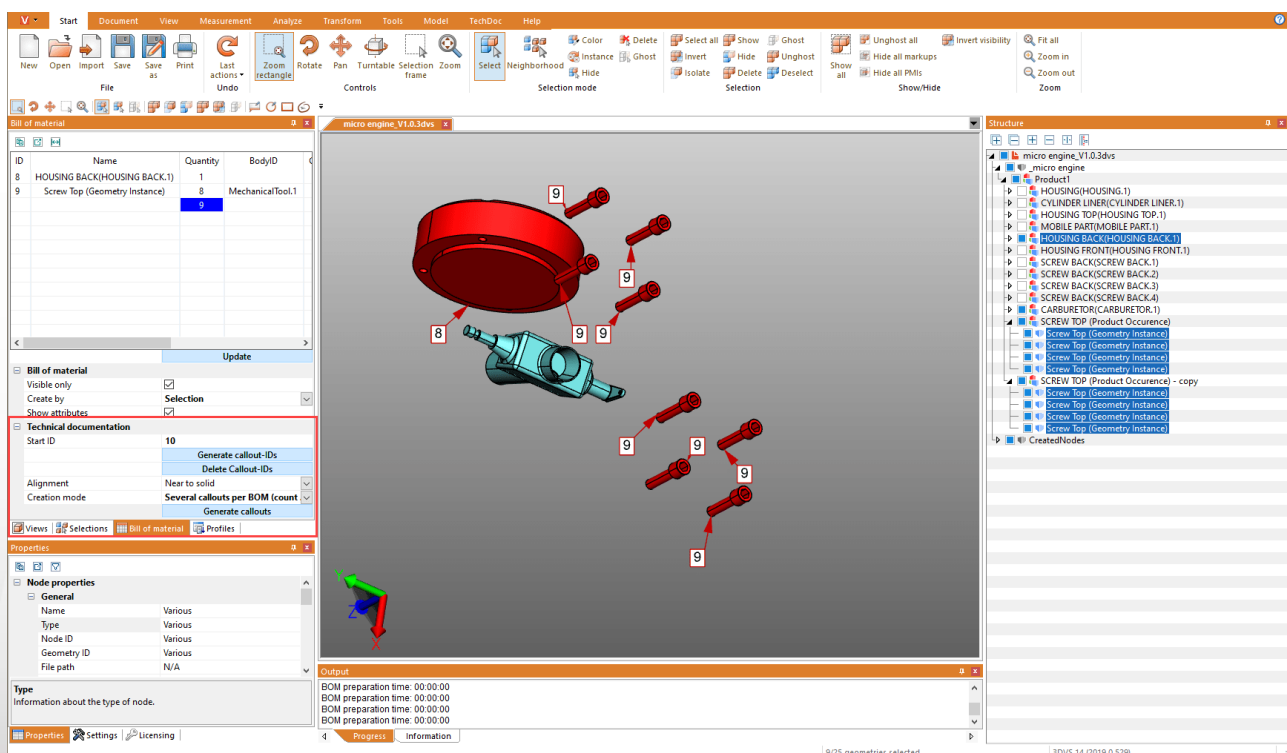 V Start Document View Measurement Analyze Transform Tools Model TechDoc Help
New Open Import Save Save as Print
File
Last actions
Undo
Zoom rectangle Rotate Pan Turntable Selection frame Zoom
Controls
Select Neighborhood
Color Delete
Instance Ghost
Hide
Selection mode
Select all Show Ghost
Invert Hide Unghost
Isolate Delete Deselect
Selection
Show all
Unghost all Invert visibility
Hide all markups
Hide all PMIs
Show/Hide
Fit all
Zoom in
Zoom out
Zoom
Bill of material
ID Name Quantity BodyID
8 HOUSING BACK(HOUSING BACK.1) 1
9 Screw Top (Geometry Instance) 8 MechanicalTool.1
9
Update
Bill of material
Visible only
Create by Selection
Show attributes
Technical documentation
Start ID 10
Generate callout-IDs
Delete Callout-IDs
Alignment Near to solid
Creation mode Several callouts per BOM (count
Generate callouts
Views Selections Bill of material Profiles
Properties
Node properties
General
Name Various
Type Various
Node ID Various
Geometry ID Various
File path N/A
Type
Information about the type of node.
Properties Settings Licensing
micro engine_V1.0.3dvs
9
9
9
9
8
9
9
9
9
9
Y
Z
X
Output
BOM preparation time: 00:00:00
BOM preparation time: 00:00:00
BOM preparation time: 00:00:00
BOM preparation time: 00:00:00
Progress Information
Structure
micro engine_V1.0.3dvs
_micro engine
Product1
HOUSING(HOUSING.1)
CYLINDER LINER(CYLINDER LINER.1)
HOUSING TOP(HOUSING TOP.1)
MOBILE PART(MOBILE PART.1)
HOUSING BACK(HOUSING BACK.1)
HOUSING FRONT(HOUSING FRONT.1)
SCREW BACK(SCREW BACK.1)
SCREW BACK(SCREW BACK.2)
SCREW BACK(SCREW BACK.3)
SCREW BACK(SCREW BACK.4)
CARBURETOR(CARBURETOR.1)
SCREW TOP (Product Occurence)
Screw Top (Geometry Instance)
Screw Top (Geometry Instance)
Screw Top (Geometry Instance)
Screw Top (Geometry Instance)
SCREW TOP (Product Occurence) - copy
Screw Top (Geometry Instance)
Screw Top (Geometry Instance)
Screw Top (Geometry Instance)
Screw Top (Geometry Instance)
CreatedNodes
9/25 geometries selected